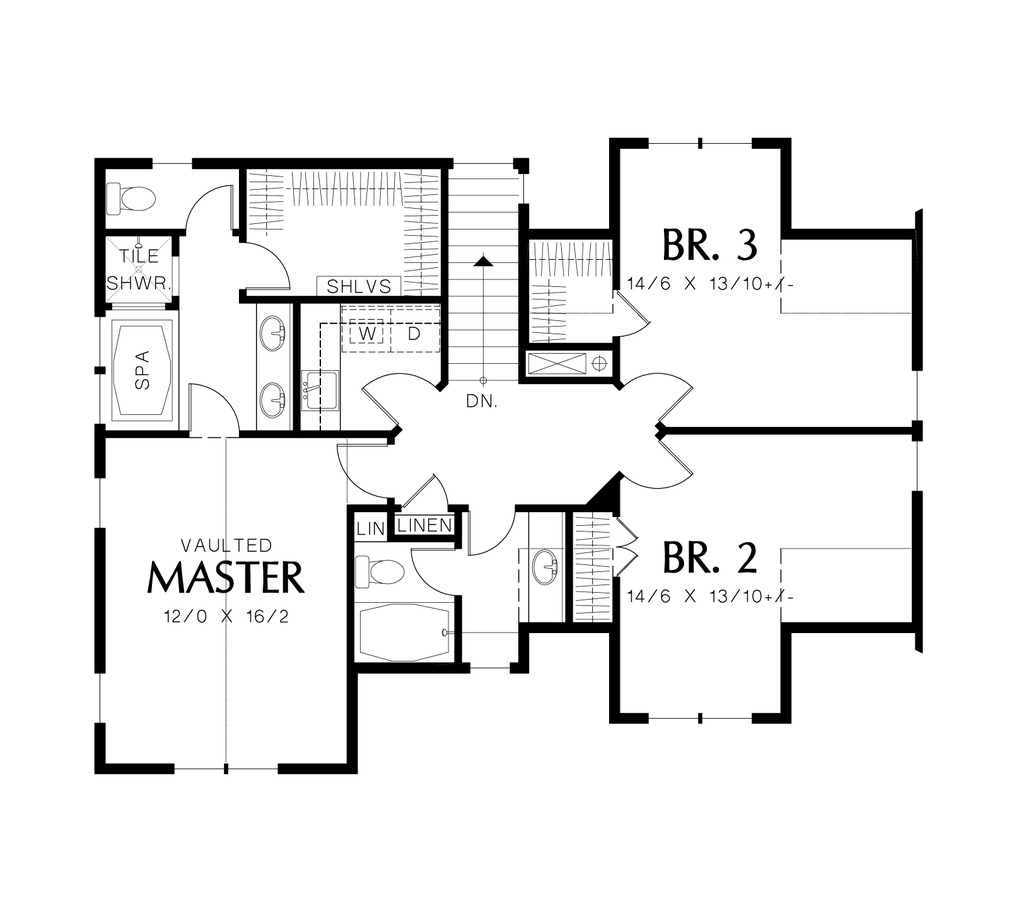 TILE
SHWR.
SHLVS
W
D
SPA
DN.
BR. 3
14/6 X 13/10+/-
LIN
LINEN
VAULTED
MASTER
12/0 X 16/2
BR. 2
14/6 X 13/10+/-